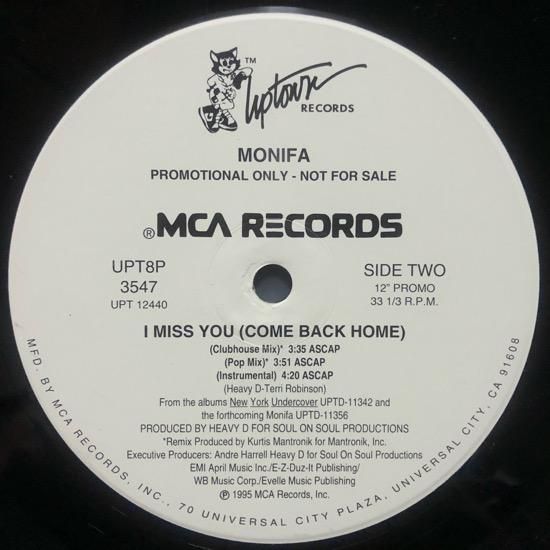 TM
Uptown
RECORDS
MONIFA
PROMOTIONAL ONLY - NOT FOR SALE
®MCA RECORDS
UPT8P
3547
UPT 12440
SIDE TWO
12" PROMO
33 1/3 R.P.M.
I MISS YOU (COME BACK HOME)
(Clubhouse Mix)* 3:35 ASCAP
(Pop Mix)* 3:51 ASCAP
(Instrumental) 4:20 ASCAP
(Heavy D-Terri Robinson)
From the albums New York Undercover UPTD-11342 and
the forthcoming Monifa UPTD-11356
PRODUCED BY HEAVY D FOR SOUL ON SOUL PRODUCTIONS
*Remix Produced by Kurtis Mantronik for Mantronik, Inc.
Executive Producers: Andre Harrell Heavy D for Soul On Soul Productions
EMI April Music Inc./E-Z-Duz-It Publishing/
WB Music Corp./Evelle Music Publishing
℗ 1995 MCA Records, Inc.
MFD. BY MCA RECORDS, INC., 70 UNIVERSAL CITY PLAZA, UNIVERSAL CITY, CA 91608